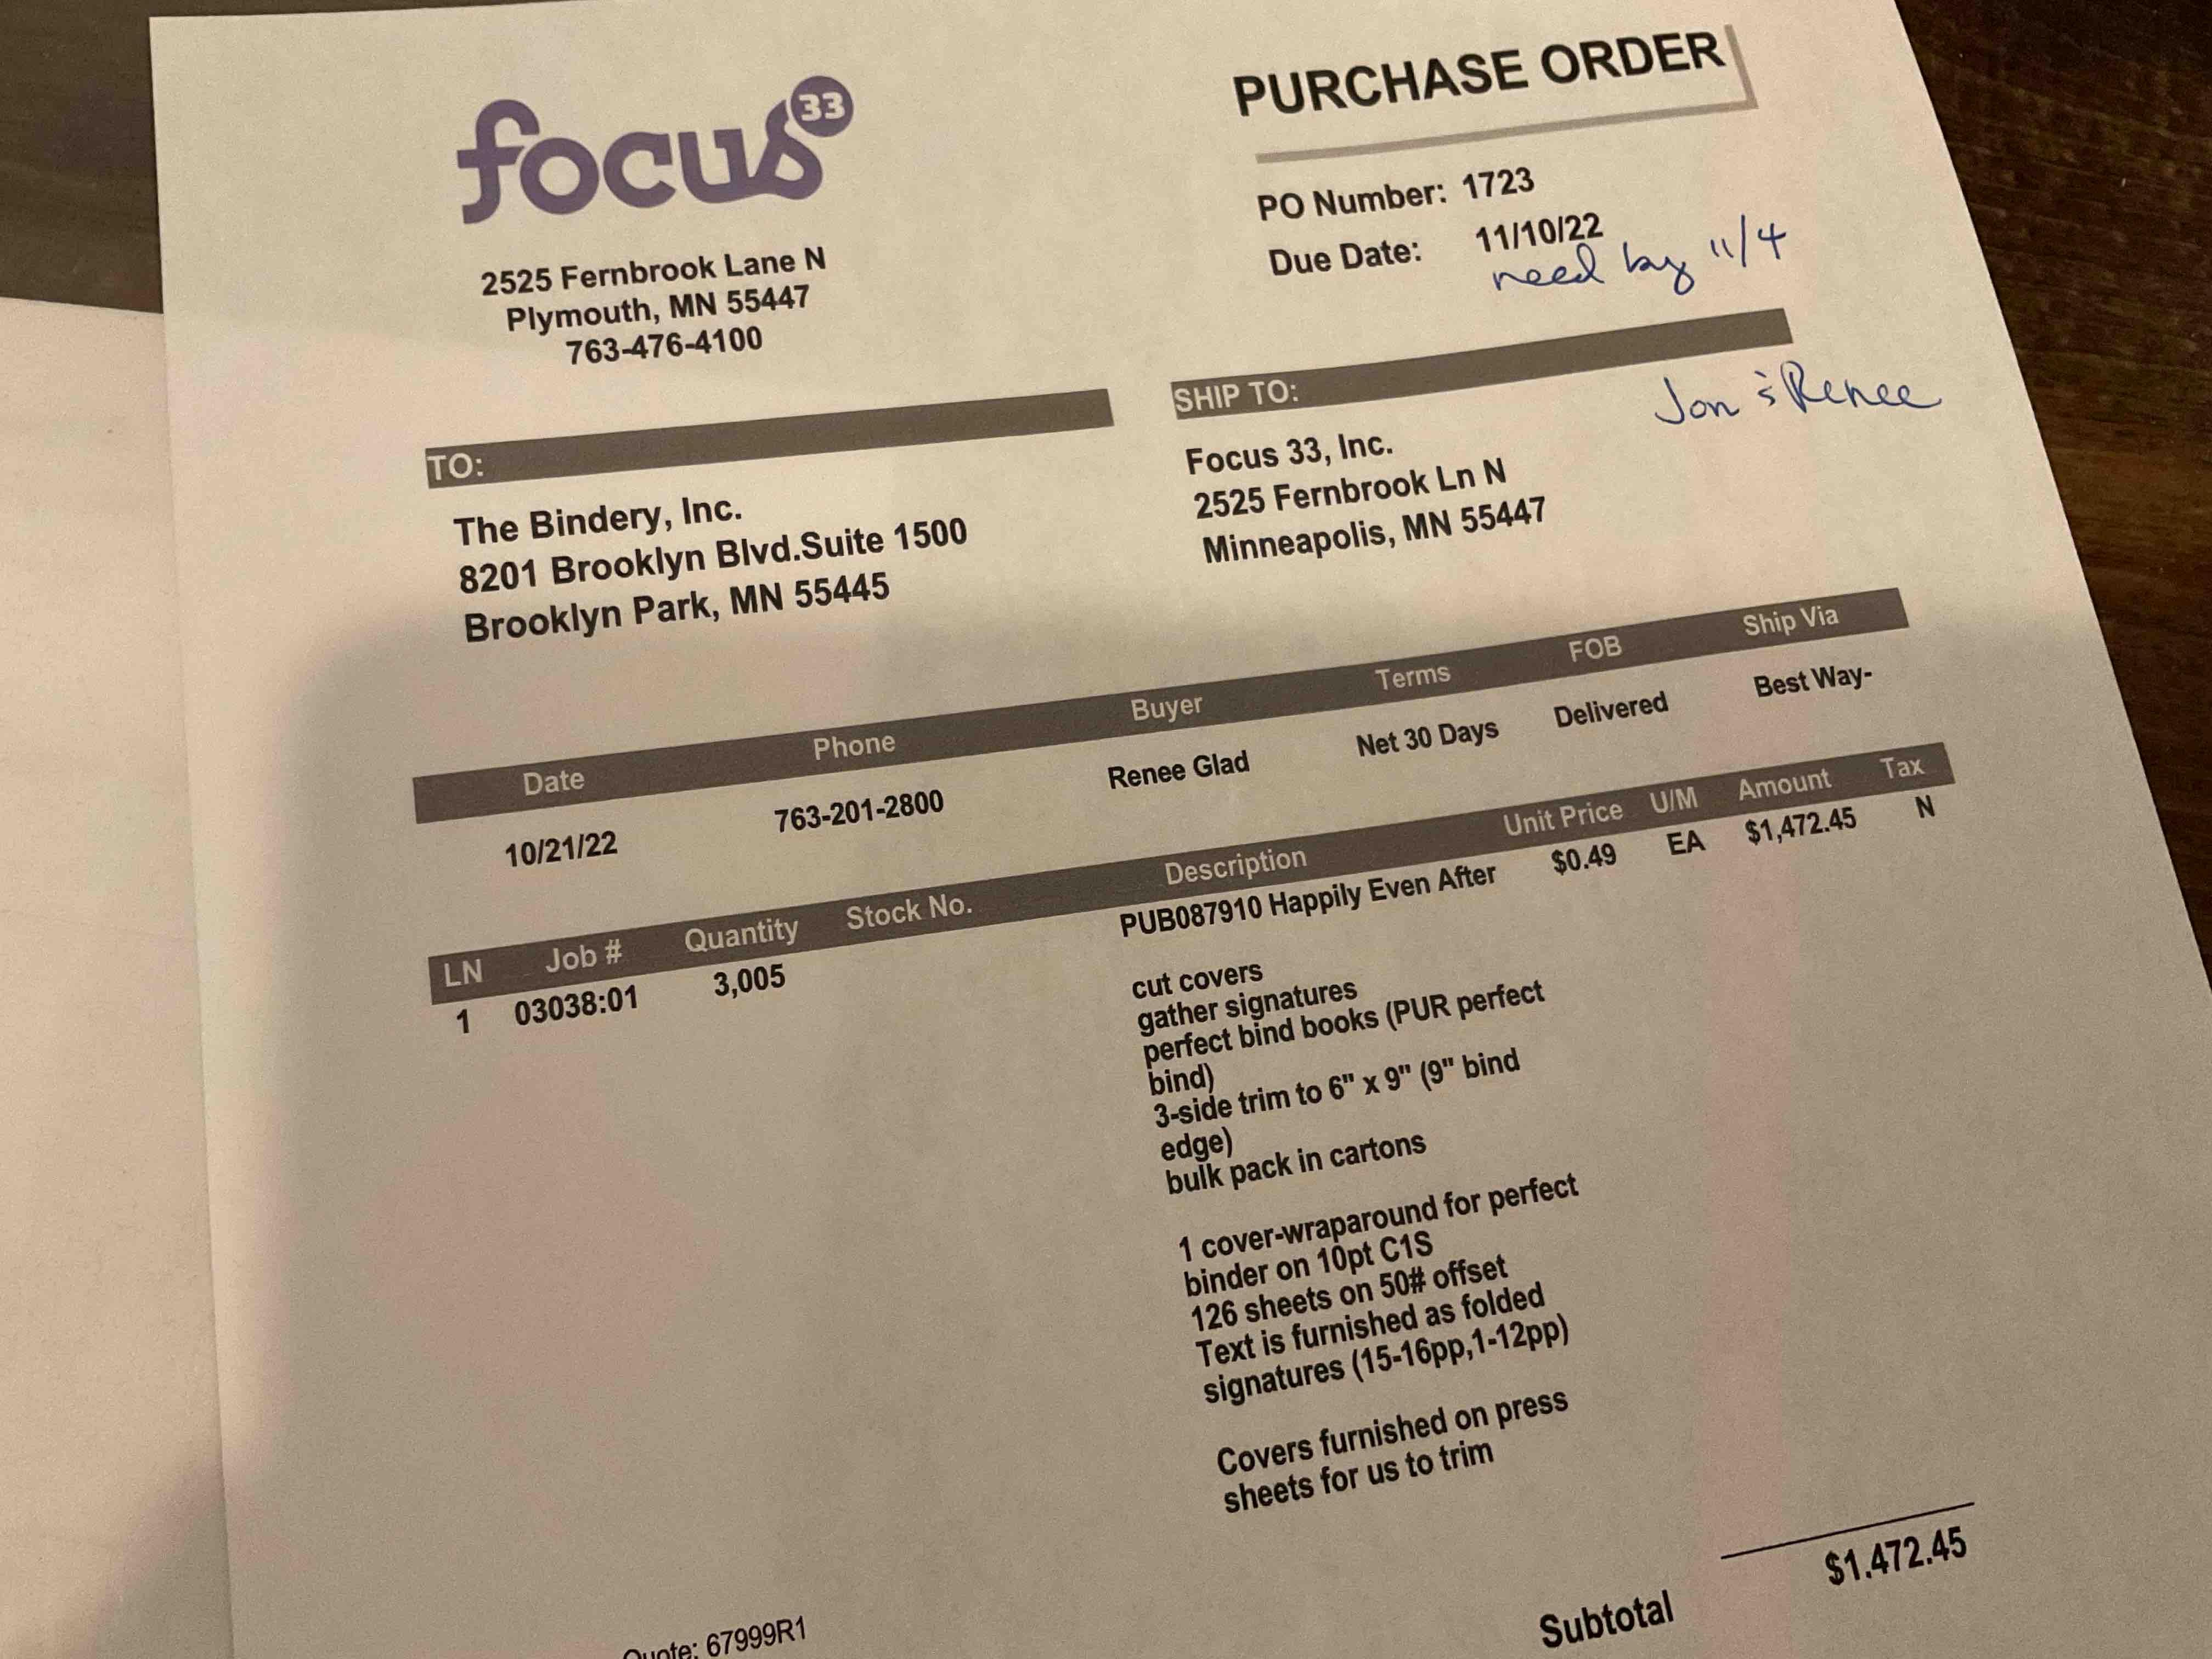 focus 33
2525 Fernbrook Lane N
Plymouth, MN 55447
763-476-4100
PURCHASE ORDER
PO Number: 1723
Due Date: 11/10/22
need by 11/4
TO:
The Bindery, Inc.
8201 Brooklyn Blvd.Suite 1500
Brooklyn Park, MN 55445
SHIP TO:
Jon & Renee
Focus 33, Inc.
2525 Fernbrook Ln N
Minneapolis, MN 55447
Date Phone Buyer Terms FOB Ship Via
10/21/22 763-201-2800 Renee Glad Net 30 Days Delivered Best Way-
LN Job # Quantity Stock No. Description Unit Price U/M Amount Tax
1 03038:01 3,005 PUB087910 Happily Even After $0.49 EA $1,472.45 N
cut covers
gather signatures
perfect bind books (PUR perfect
bind)
3-side trim to 6" x 9" (9" bind
edge)
bulk pack in cartons
1 cover-wraparound for perfect
binder on 10pt C1S
126 sheets on 50# offset
Text is furnished as folded
signatures (15-16pp,1-12pp)
Covers furnished on press
sheets for us to trim
Quote: 67999R1
Subtotal $1.472.45